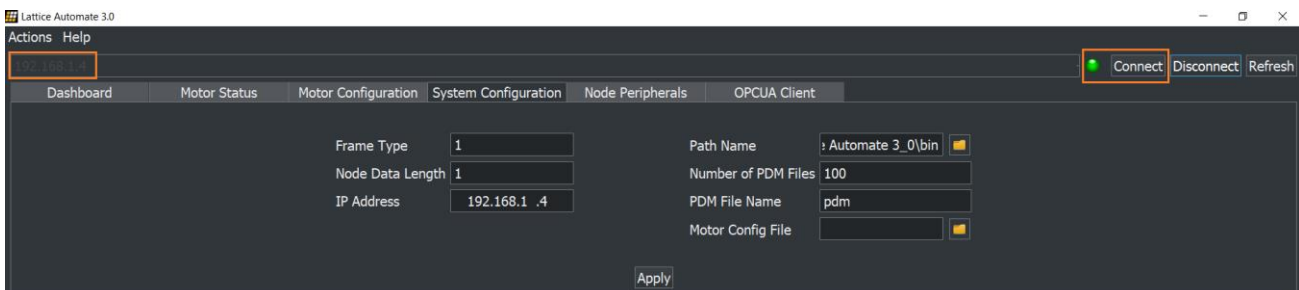 Lattice Automate 3.0
Actions Help
192.168.1.4 Connect Disconnect Refresh
Dashboard Motor Status Motor Configuration System Configuration Node Peripherals OPCUA Client
Frame Type 1 Path Name e Automate 3_0\bin
Node Data Length 1 Number of PDM Files 100
IP Address 192.168.1 .4 PDM File Name pdm
Motor Config File
Apply